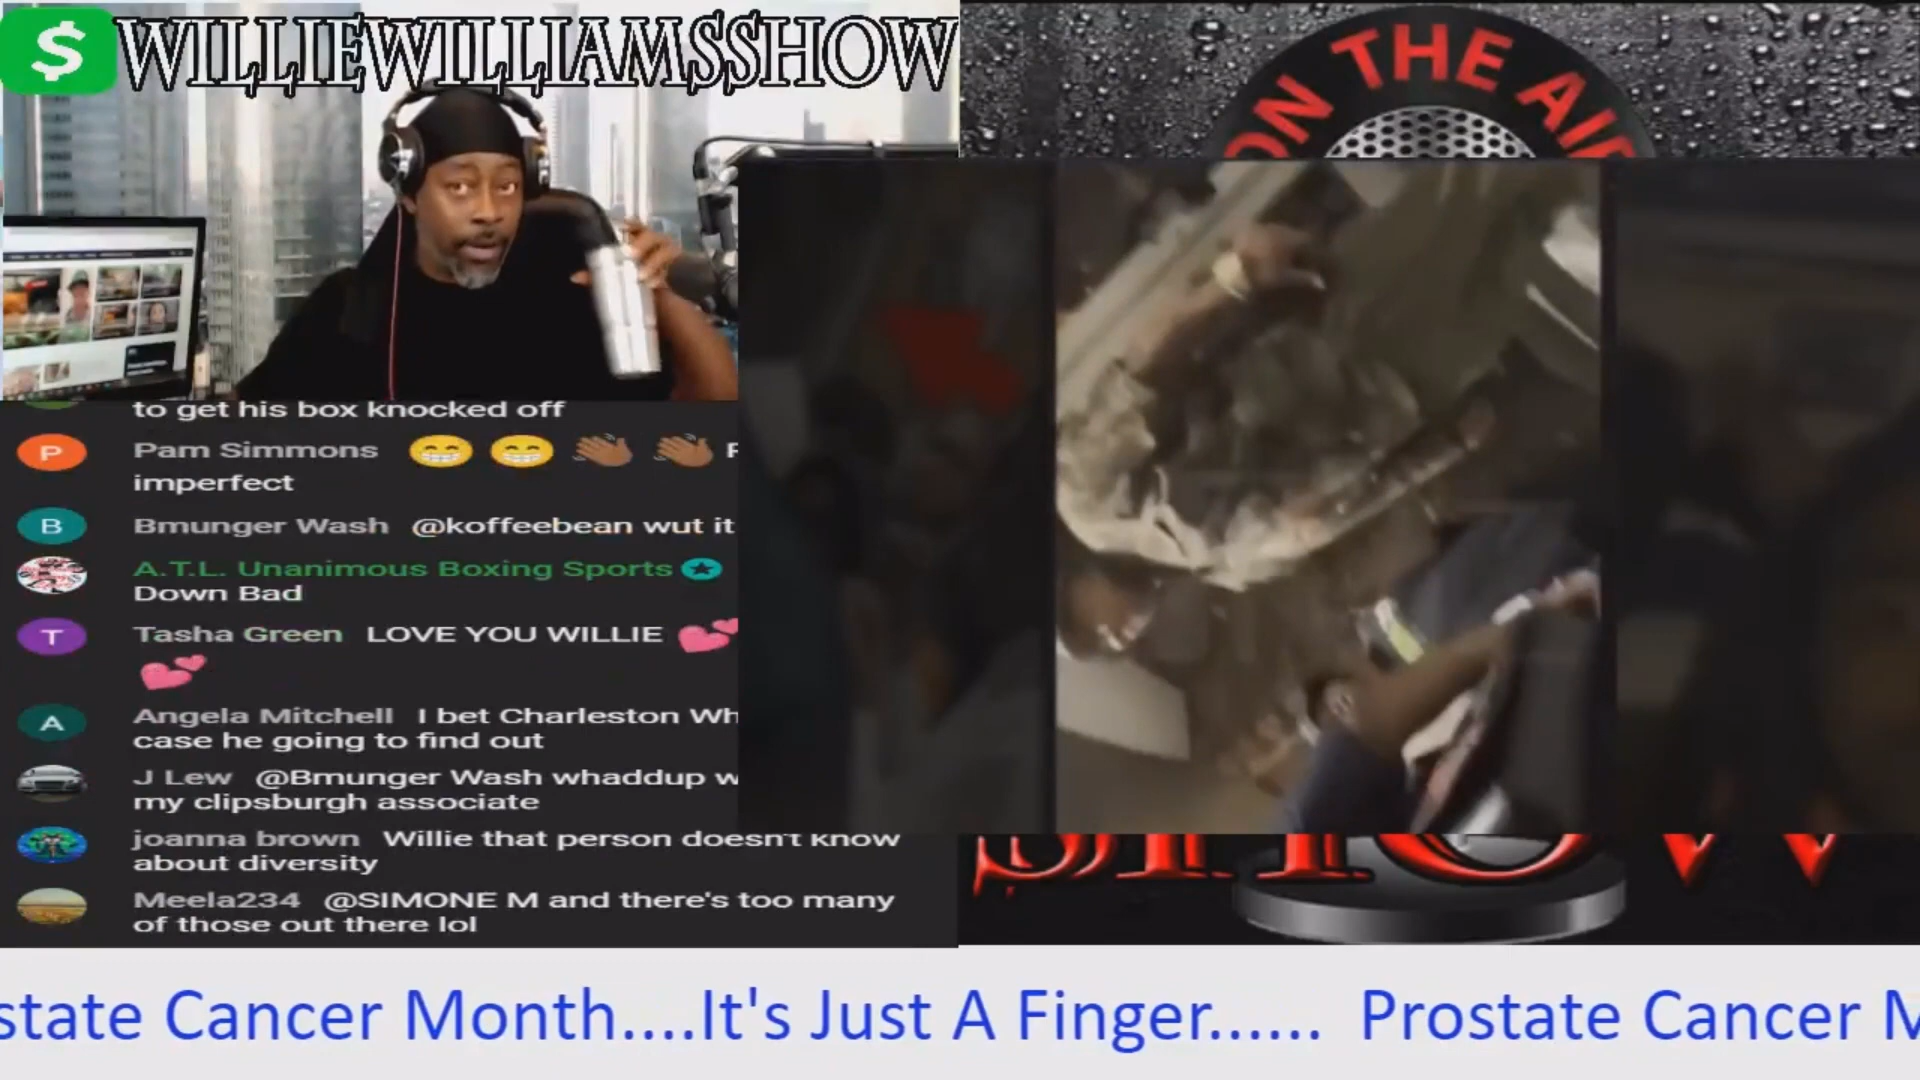 $ WILLIEWILLIAMSSHOW
ON THE AIR
to get his box knocked off
P Pam Simmons 😁 😁 👋🏾 👋🏾
imperfect
B Bmunger Wash @koffeebean wut it
A.T.L. Unanimous Boxing Sports
Down Bad
T Tasha Green LOVE YOU WILLIE 💕
💕
A Angela Mitchell I bet Charleston Wh
case he going to find out
J Lew @Bmunger Wash whaddup w
my clipsburgh associate
joanna brown Willie that person doesn't know
about diversity
Meela234 @SIMONE M and there's too many
of those out there lol
SHOW
state Cancer Month....It's Just A Finger...... Prostate Cancer M